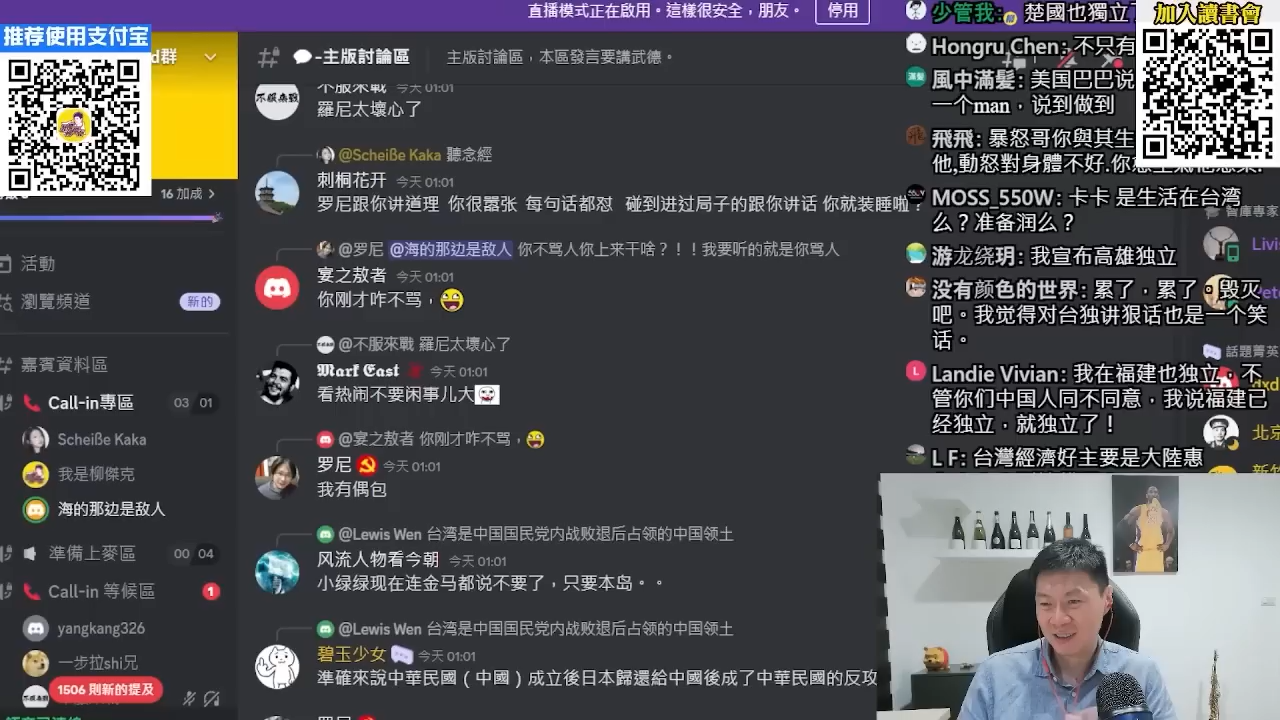 直播模式正在啟用。這樣很安全，朋友。
停用
推荐使用支付宝
d群
16 加成
活動
瀏覽頻道
新的
嘉賓資料區
Call-in專區
03 01
Scheiße Kaka
我是柳傑克
海的那边是敌人
準備上麥區
00 04
Call-in 等候區
1
yangkang326
一步拉shi兄
1506 則新的提及
-主版討論區
主版討論區，本區發言要講武德。
不服來戰 今天 01:01
羅尼太壞心了
@Scheiße Kaka 聽念經
刺桐花开 今天 01:01
罗尼跟你讲道理 你很嚣张 每句话都怼 碰到进过局子的跟你讲话 你就装睡啦？
@罗尼 @海的那边是敌人 你不骂人你上来干啥？！！我要听的就是你骂人
宴之敖者 今天 01:01
你刚才咋不骂，
@不服來戰 羅尼太壞心了
Mark East 今天 01:01
看热闹不要闲事儿大
@宴之敖者 你刚才咋不骂，
罗尼 今天 01:01
我有偶包
@Lewis Wen 台湾是中国国民党内战败退后占领的中国领土
风流人物看今朝 今天 01:01
小绿绿现在连金马都说不要了，只要本岛。。
@Lewis Wen 台湾是中国国民党内战败退后占领的中国领土
碧玉少女 今天 01:01
準確來說中華民國（中國）成立後日本歸還給中國後成了中華民國的反攻
少管我: 楚國也獨立了
Hongru Chen: 不只有
風中滿髮: 美国巴巴说
一个man，说到做到
飛飛: 暴怒哥你與其生
他,動怒對身體不好.你
MOSS_550W: 卡卡 是生活在台湾
么？准备润么？
游龙绕玥: 我宣布高雄独立
没有颜色的世界: 累了，累了。毁灭
吧。我觉得对台独讲狠话也是一个笑
话。
Landie Vivian: 我在福建也独立，不
管你们中国人同不同意，我说福建已
经独立，就独立了！
L F: 台灣經濟好主要是大陸惠
加入讀書會
智庫專家
Livi
話題菁英
dxd
北京